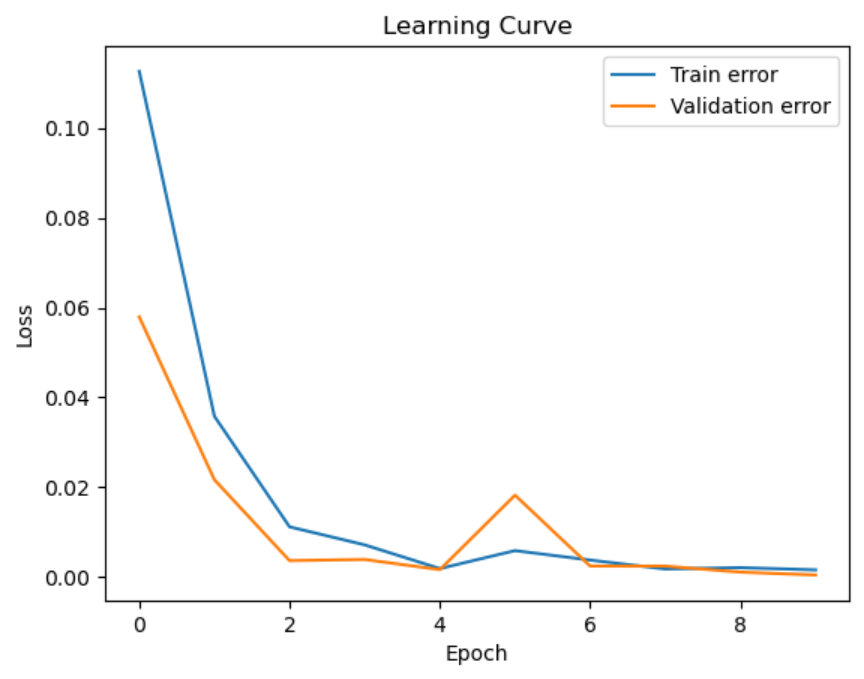 Learning Curve
Train error
Validation error
0.10
0.08
0.06
0.04
0.02
0.00
Loss
0 2 4 6 8
Epoch